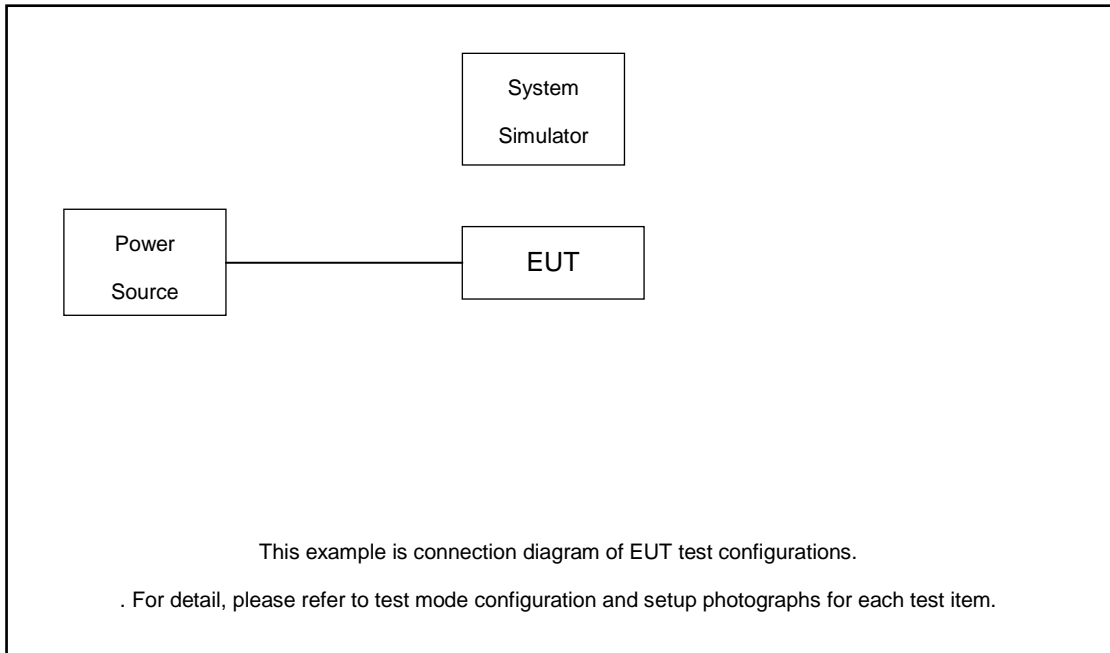 System
Simulator
Power
Source
EUT
This example is connection diagram of EUT test configurations.
. For detail, please refer to test mode configuration and setup photographs for each test item.